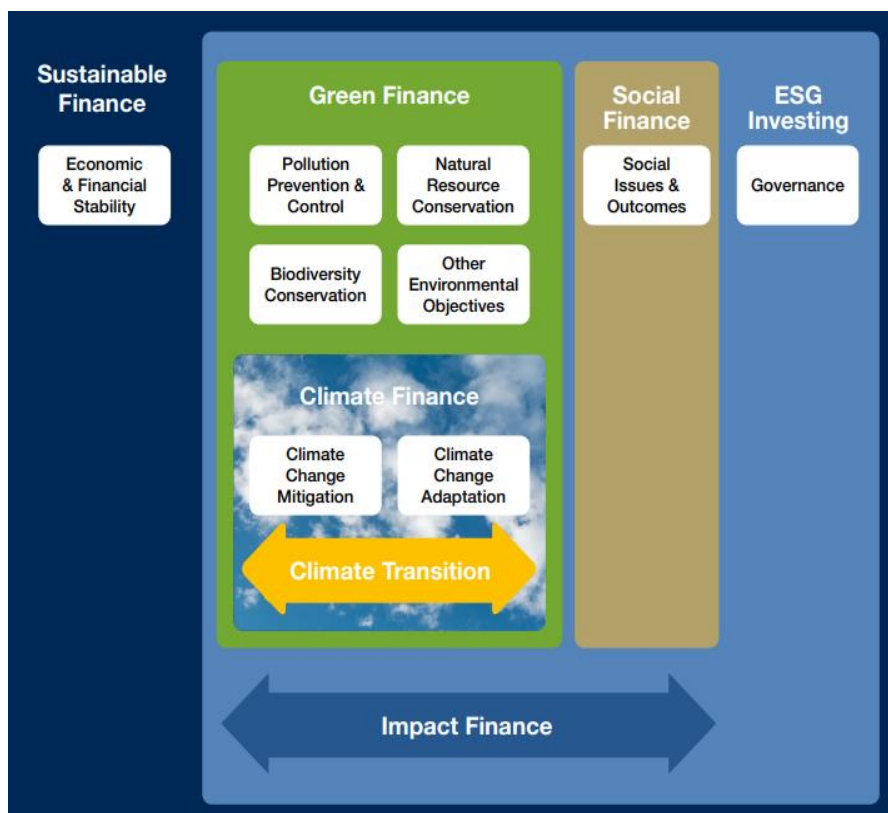 Sustainable
Finance
Economic
& Financial
Stability
Green Finance
Pollution
Prevention &
Control
Natural
Resource
Conservation
Biodiversity
Conservation
Other
Environmental
Objectives
Climate Finance
Climate
Change
Mitigation
Climate
Change
Adaptation
Climate Transition
Social
Finance
Social
Issues &
Outcomes
ESG
Investing
Governance
Impact Finance